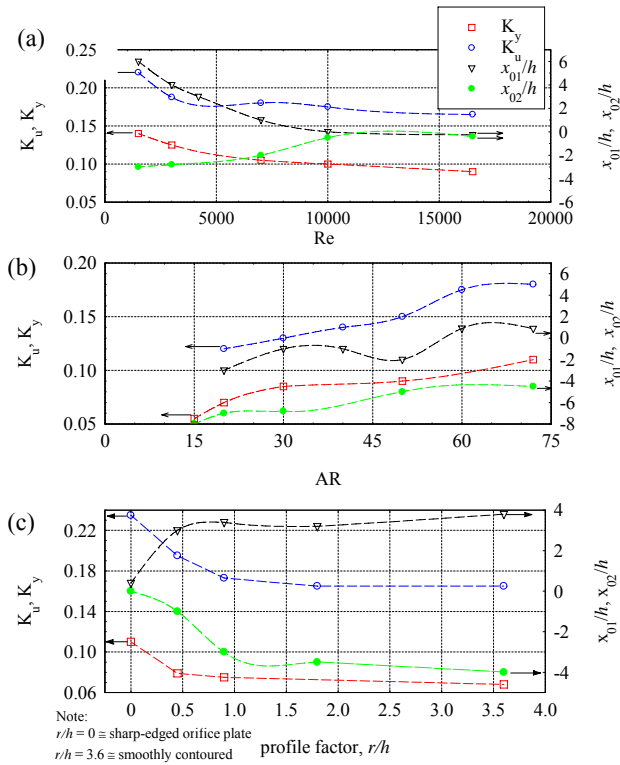 (a)
K_y
K_u
x_01/h
x_02/h
0.25
0.20
0.15
0.10
0.05
K_u, K_y
6
4
2
0
-2
-4
-6
x_01/h, x_02/h
5000 10000 15000 20000
Re
(b)
0.20
0.15
0.10
0.05
K_u, K_y
6
4
2
0
-2
-4
-6
-8
x_01/h, x_02/h
0 15 30 45 60 75
AR
(c)
0.22
0.18
0.14
0.10
0.06
K_u, K_y
4
2
0
-2
-4
x_01/h, x_02/h
0 0.5 1.0 1.5 2.0 2.5 3.0 3.5 4.0
profile factor, r/h
Note:
r/h = 0 ≅ sharp-edged orifice plate
r/h = 3.6 ≅ smoothly contoured